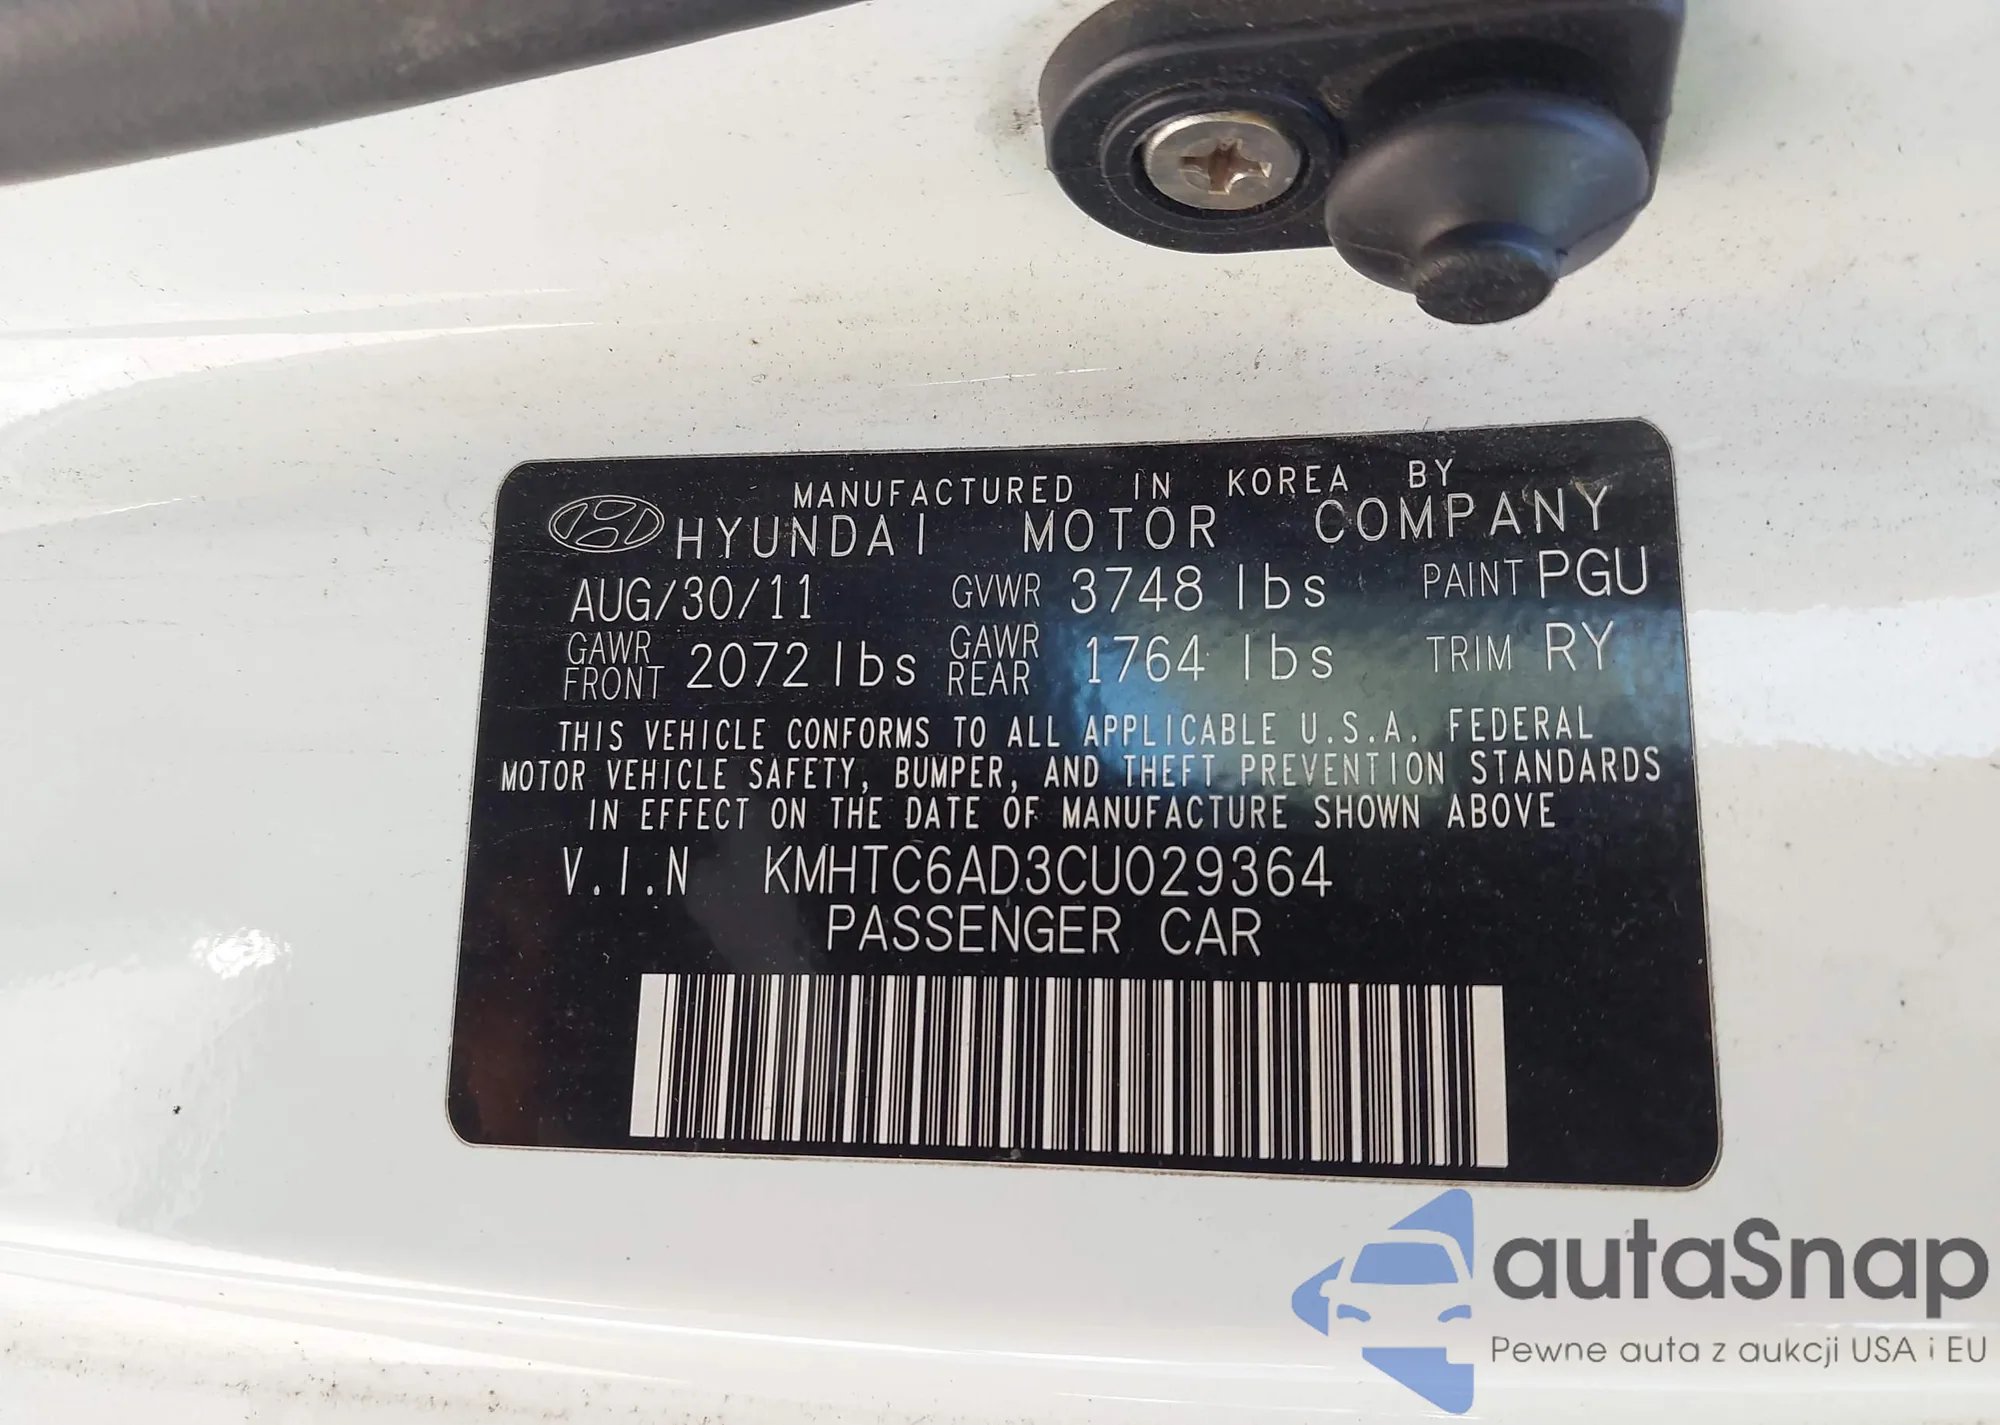 MANUFACTURED IN KOREA BY
HYUNDAI MOTOR COMPANY
AUG/30/11 GVWR 3748 lbs PAINT PGU
GAWR FRONT 2072 lbs GAWR REAR 1764 lbs TRIM RY
THIS VEHICLE CONFORMS TO ALL APPLICABLE U.S.A. FEDERAL
MOTOR VEHICLE SAFETY, BUMPER, AND THEFT PREVENTION STANDARDS
IN EFFECT ON THE DATE OF MANUFACTURE SHOWN ABOVE
V.I.N KMHTC6AD3CU029364
PASSENGER CAR
autaSnap
Pewne auta z aukcji USA i EU